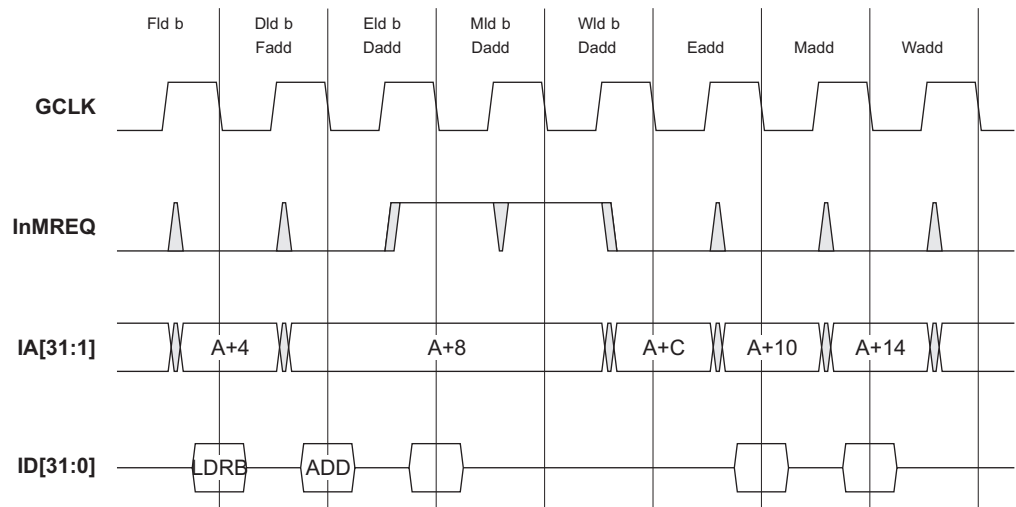 Fld b Dld b Eld b Mld b Wld b
Fadd Dadd Dadd Dadd Eadd Madd Wadd
GCLK
InMREQ
IA[31:1] A+4 A+8 A+C A+10 A+14
ID[31:0] LDRB ADD